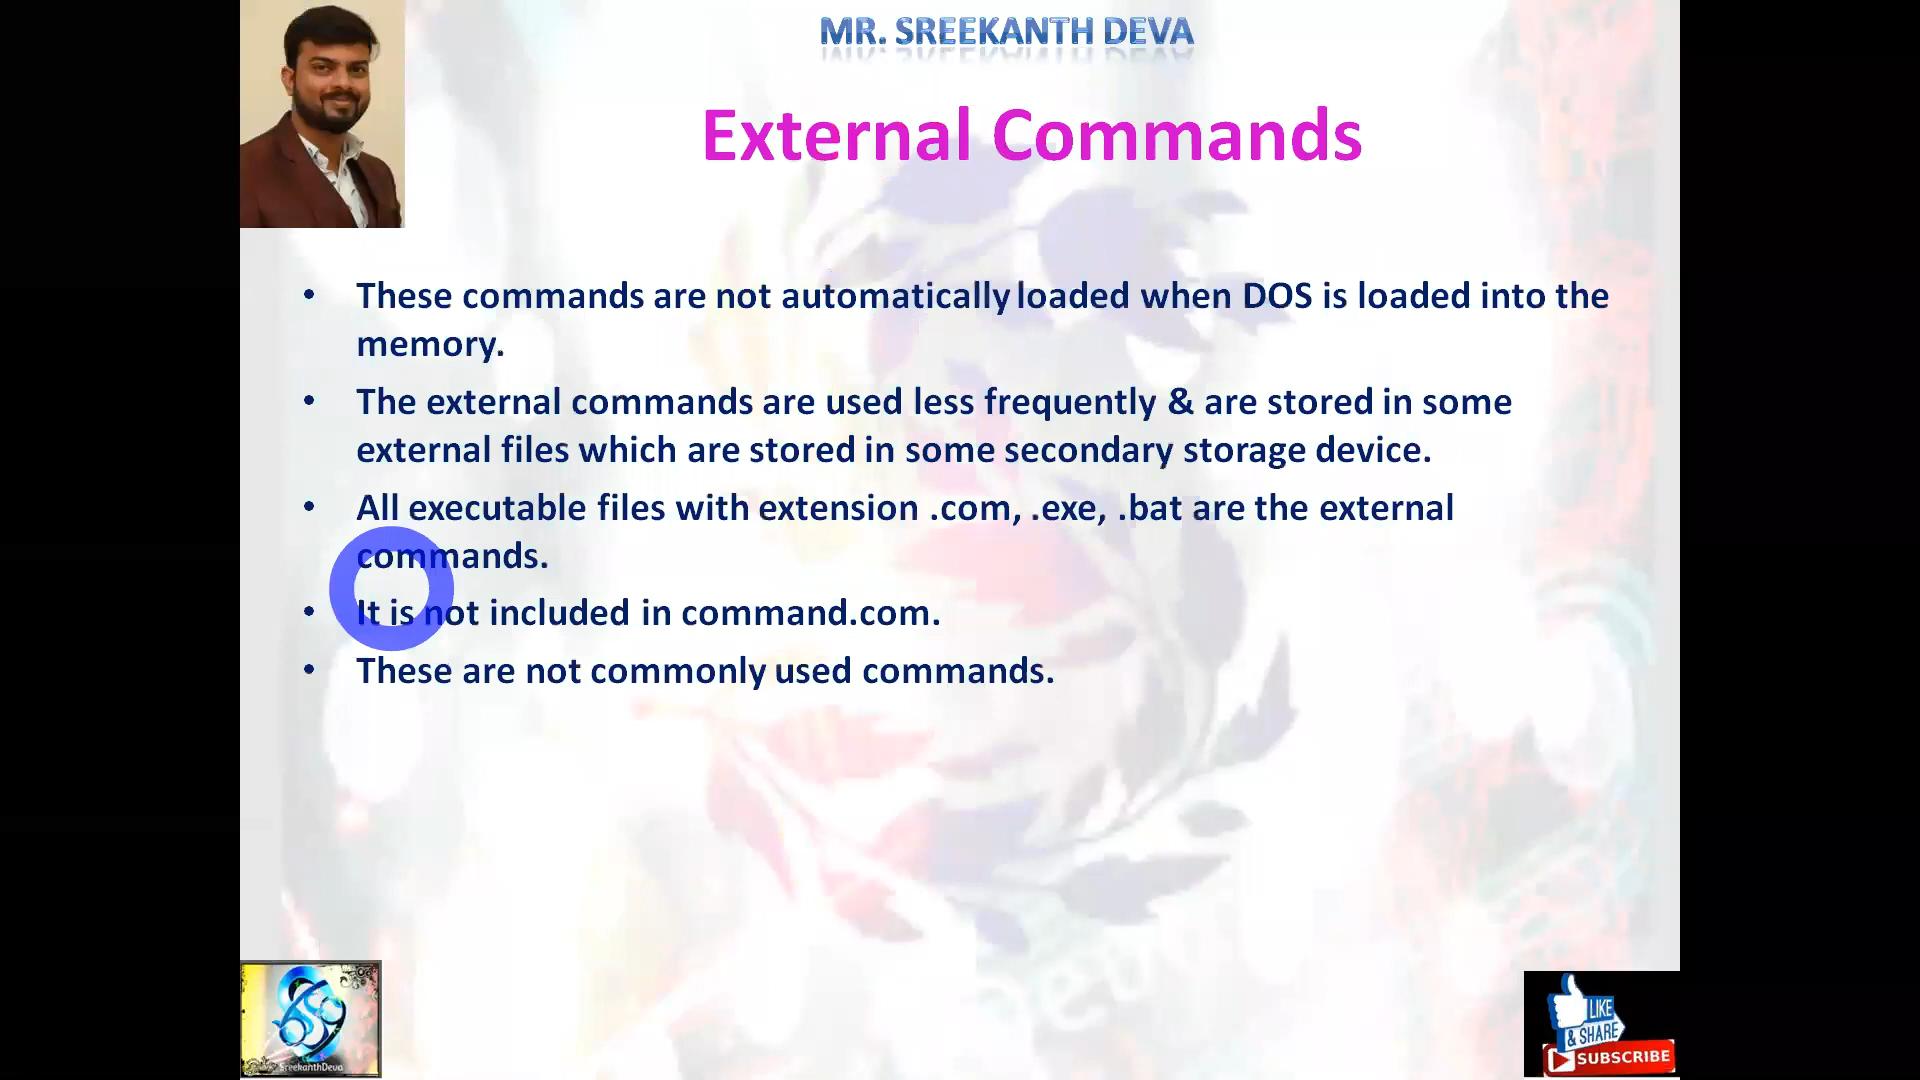 MR. SREEKANTH DEVA
External Commands
• These commands are not automatically loaded when DOS is loaded into the
memory.
• The external commands are used less frequently & are stored in some
external files which are stored in some secondary storage device.
• All executable files with extension .com, .exe, .bat are the external
commands.
• It is not included in command.com.
• These are not commonly used commands.
SreekanthDeva
LIKE
& SHARE
SUBSCRIBE